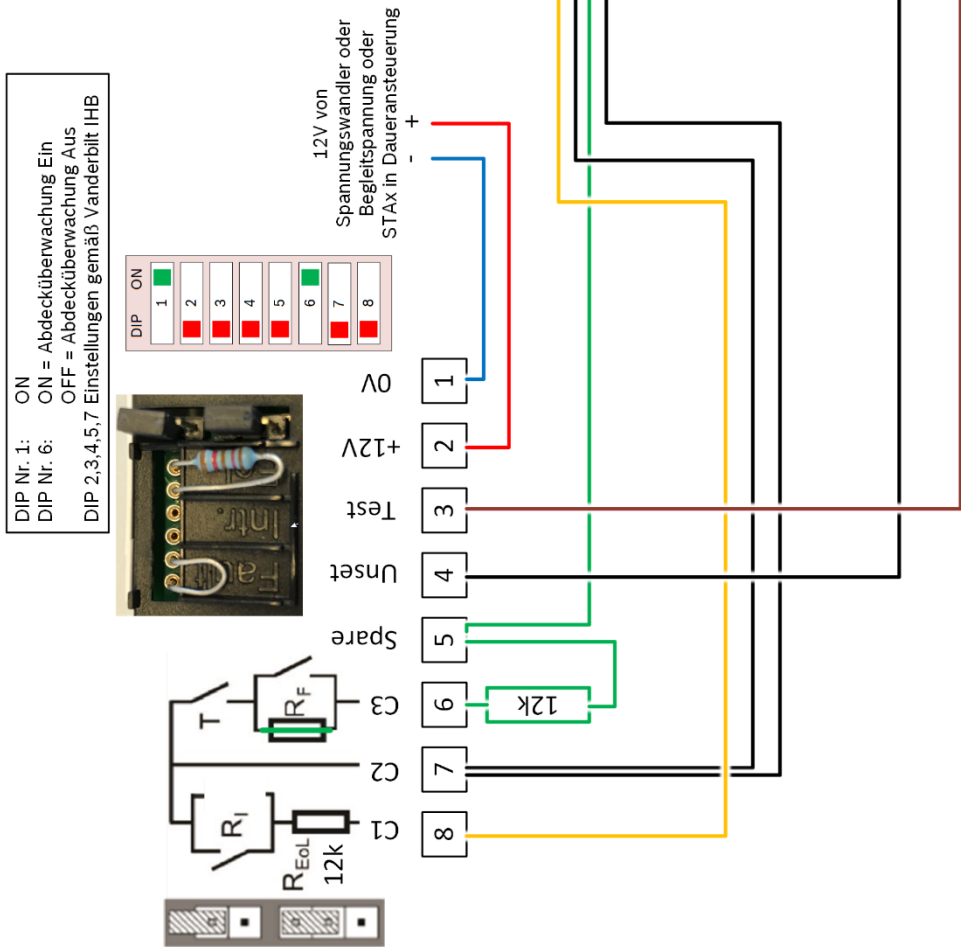 DIP Nr. 1: ON
DIP Nr. 6: ON = Abdecküberwachung Ein
OFF = Abdecküberwachung Aus
DIP 2,3,4,5,7 Einstellungen gemäß Vanderbilt IHB
12V von
Spannungswandler oder
Begleitspannung oder
STAx in Daueransteuerung
- +
DIP ON
1
2
3
4
5
6
7
8
Intr.
0V
1
+12V
2
Test
3
Unset
4
Spare
5
C3
6
C2
7
C1
8
12k
T
RF
RI
REoL
12k